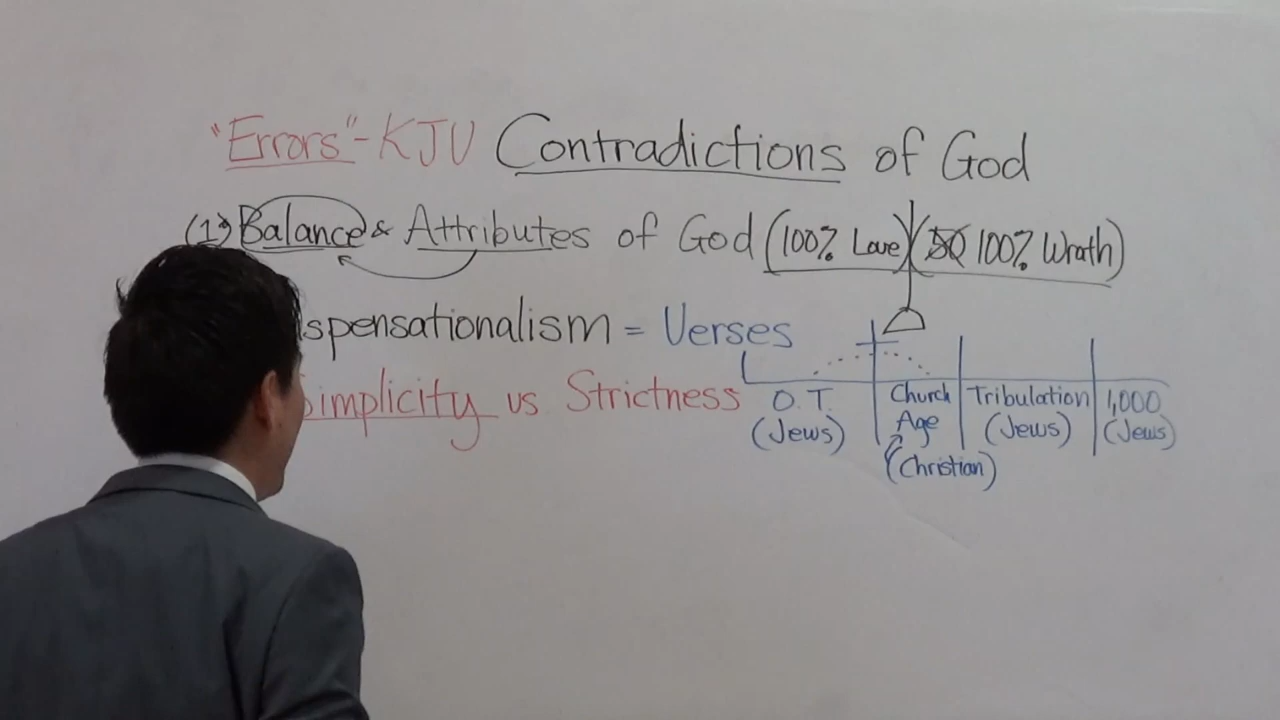 "Errors"-KJV Contradictions of God
(1) Balance & Attributes of God (100% Love) (50 100% Wrath)
spensationalism = Verses
Simplicity vs Strictness
O.T. Church Tribulation 1,000
(Jews) Age (Jews) (Jews)
(Christian)